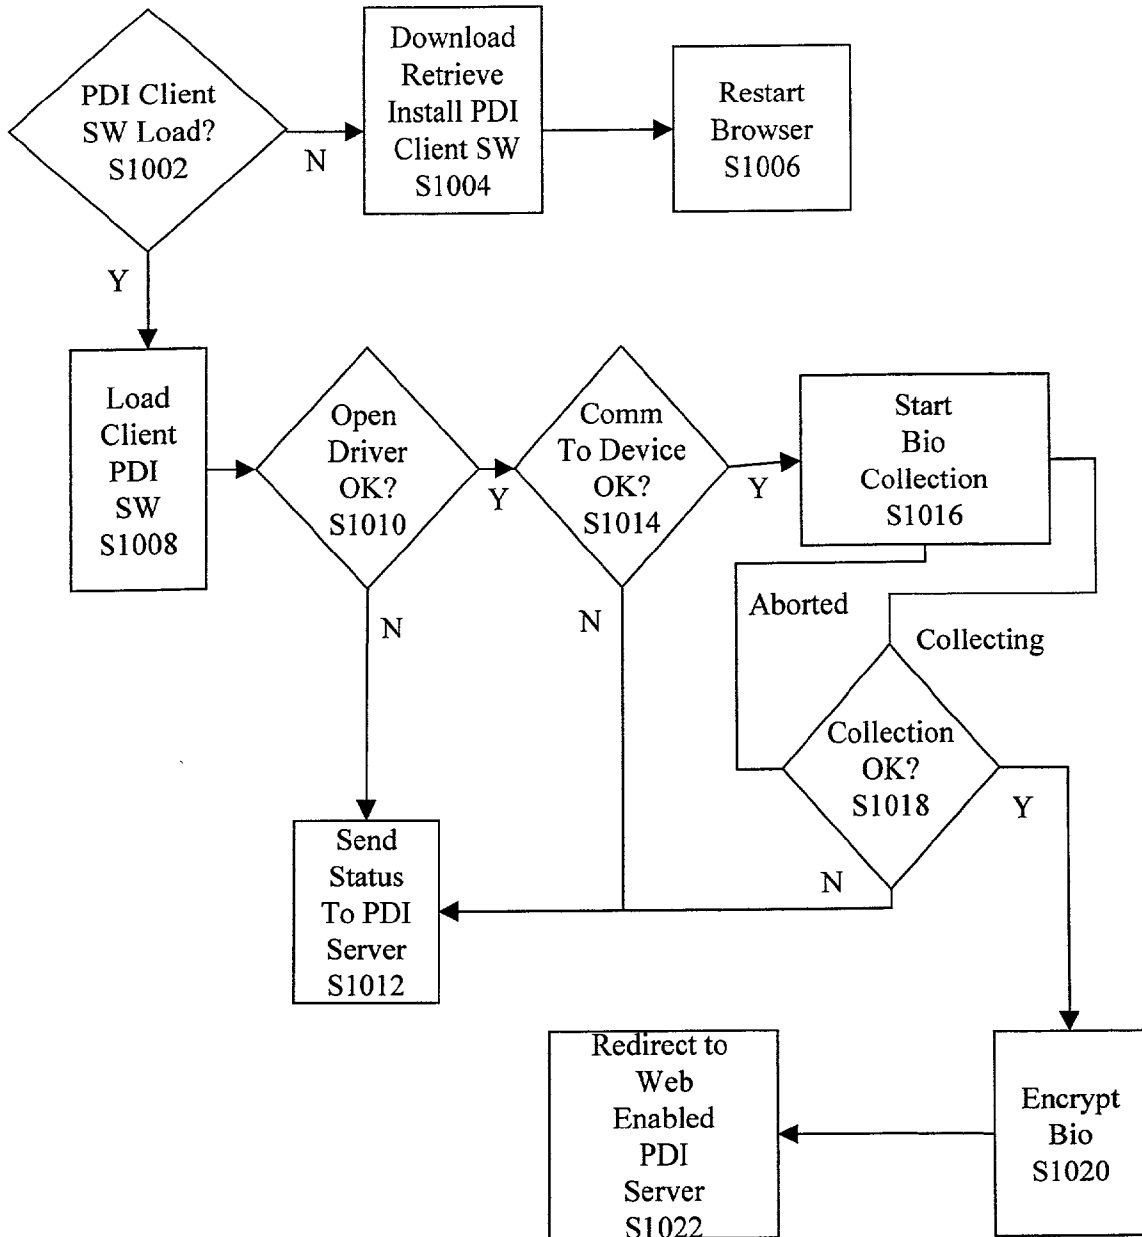 PDI Client
SW Load?
S1002
N
Download
Retrieve
Install PDI
Client SW
S1004
Restart
Browser
S1006
Y
Load
Client
PDI
SW
S1008
Open
Driver
OK?
S1010
Y
Comm
To Device
OK?
S1014
Y
Start
Bio
Collection
S1016
N
N
Aborted
Collecting
Collection
OK?
S1018
Y
N
Send
Status
To PDI
Server
S1012
Redirect to
Web
Enabled
PDI
Server
S1022
Encrypt
Bio
S1020